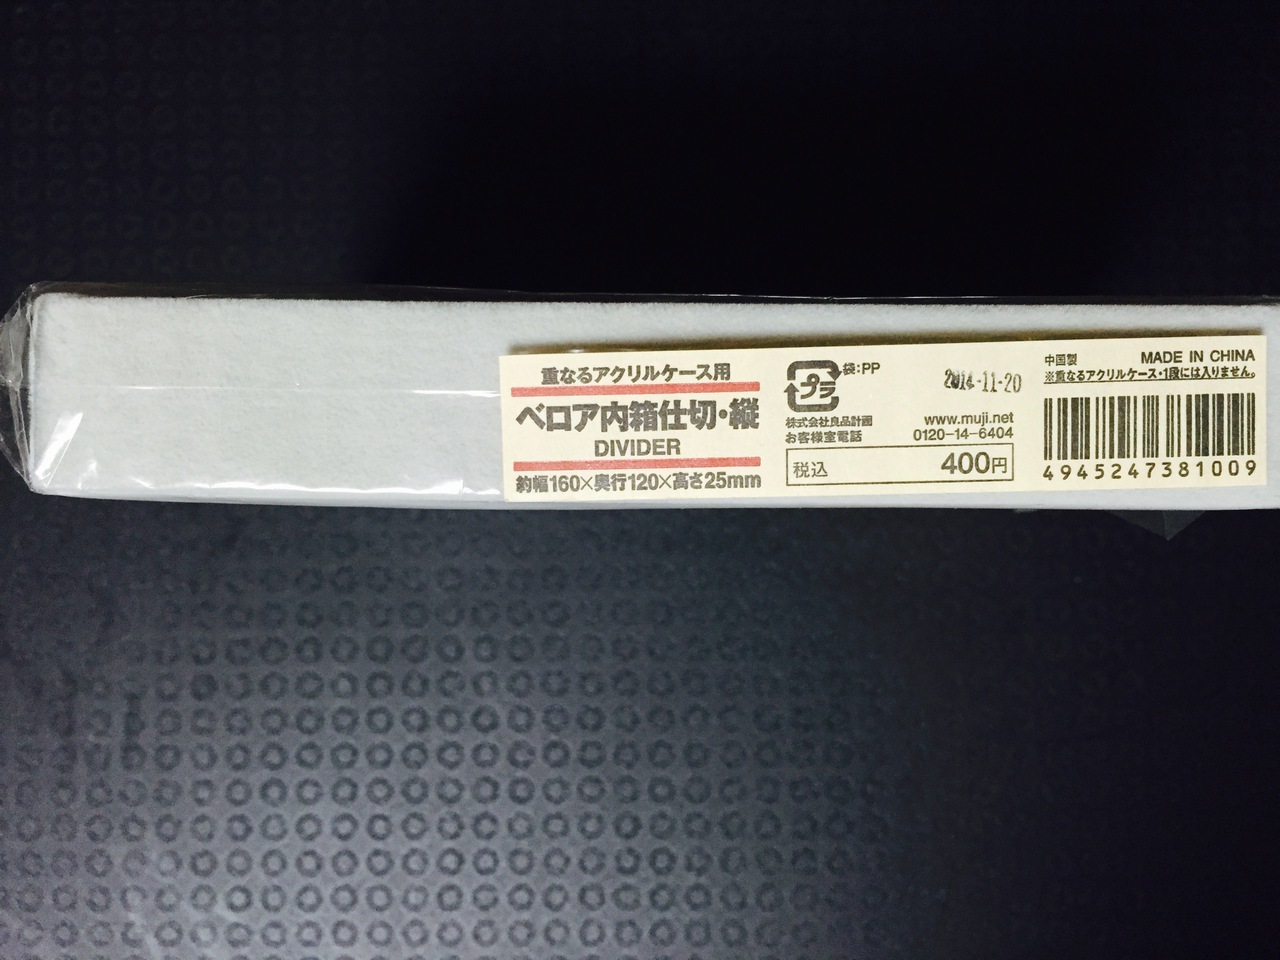 重なるアクリルケース用
ベロア内箱仕切・縦
DIVIDER
約幅160×奥行120×高さ25mm
プラ
袋:PP
株式会社良品計画
お客様室電話
2014-11-20
www.muji.net
0120-14-6404
税込 400円
中国製 MADE IN CHINA
※重なるアクリルケース・1段には入りません。
4945247381009